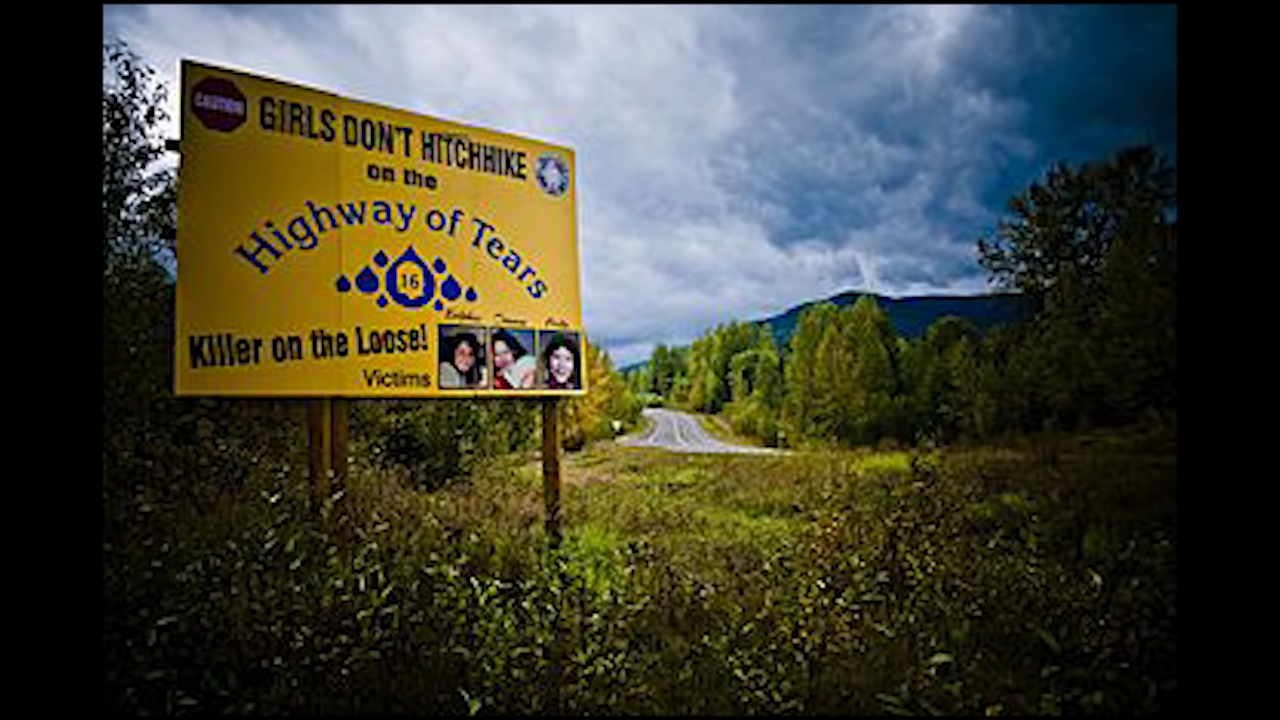 CAUTION
GIRLS DON'T HITCHHIKE
on the
Highway of Tears
16
Killer on the Loose!
Victims